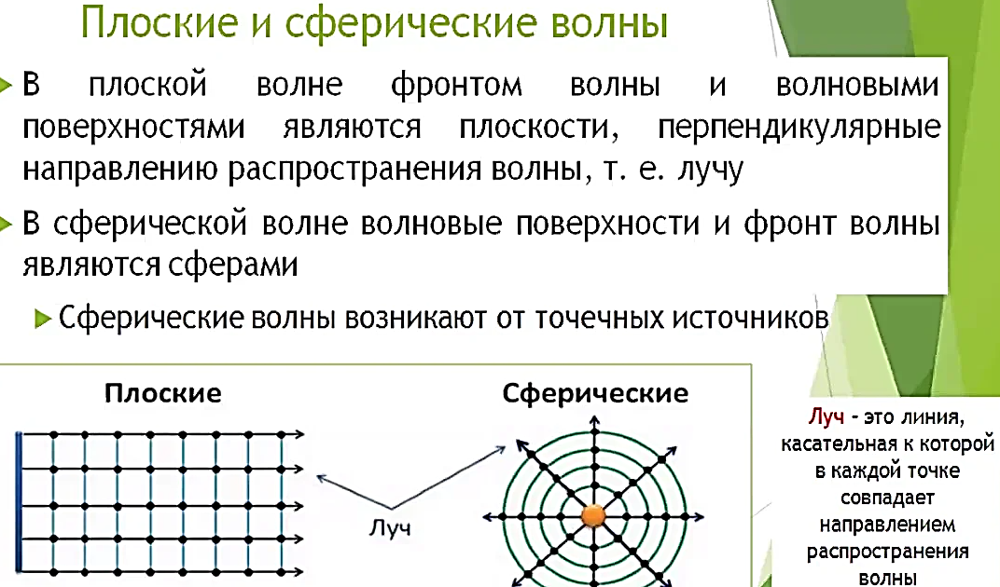 Плоские и сферические волны
В плоской волне фронтом волны и волновыми
поверхностями являются плоскости, перпендикулярные
направлению распространения волны, т. е. лучу
В сферической волне волновые поверхности и фронт волны
являются сферами
Сферические волны возникают от точечных источников
Плоские
Сферические
Луч
Луч - это линия,
касательная к которой
в каждой точке
совпадает
направлением
распространения
волны